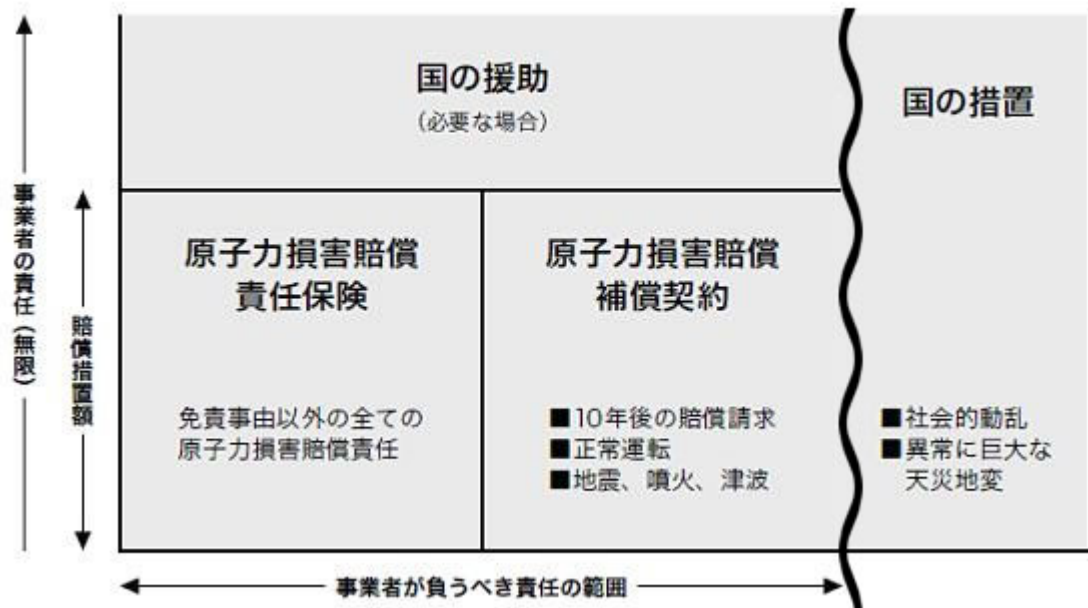 国の援助
（必要な場合）
国の措置
事業者の責任（無限）
賠償措置額
原子力損害賠償
責任保険
免責事由以外の全ての
原子力損害賠償責任
原子力損害賠償
補償契約
■10年後の賠償請求
■正常運転
■地震、噴火、津波
■社会的動乱
■異常に巨大な
天災地変
事業者が負うべき責任の範囲